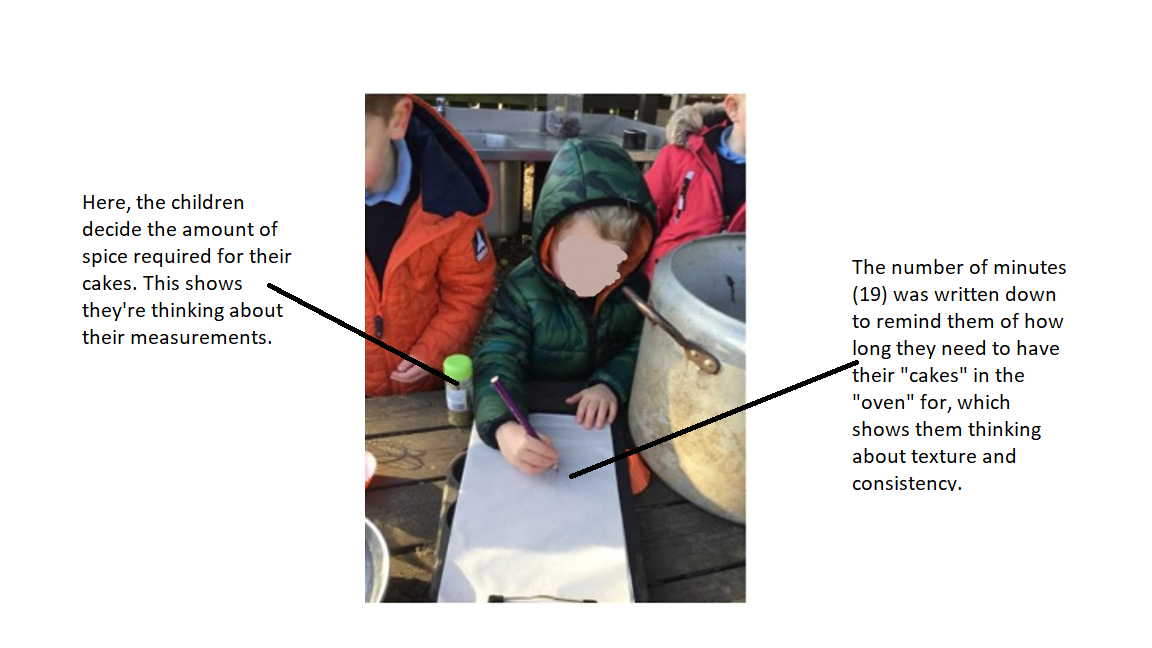 Here, the children
decide the amount of
spice required for their
cakes. This shows
they're thinking about
their measurements.
The number of minutes
(19) was written down
to remind them of how
long they need to have
their "cakes" in the
"oven" for, which
shows them thinking
about texture and
consistency.